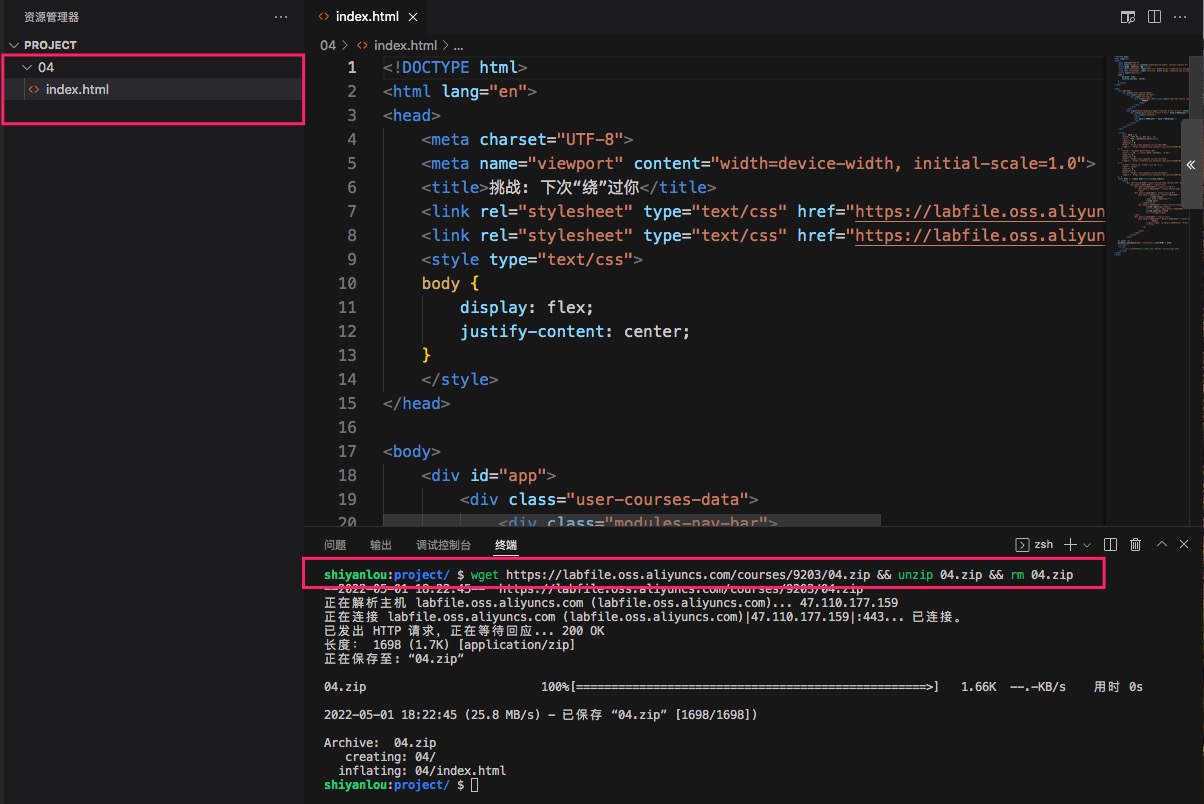 资源管理器 ···
PROJECT
04
index.html
index.html
04 > index.html > ...
1 <!DOCTYPE html>
2 <html lang="en">
3 <head>
4 <meta charset="UTF-8">
5 <meta name="viewport" content="width=device-width, initial-scale=1.0">
6 <title>挑战: 下次“绕”过你</title>
7 <link rel="stylesheet" type="text/css" href="https://labfile.oss.aliyun
8 <link rel="stylesheet" type="text/css" href="https://labfile.oss.aliyun
9 <style type="text/css">
10 body {
11 display: flex;
12 justify-content: center;
13 }
14 </style>
15 </head>
16
17 <body>
18 <div id="app">
19 <div class="user-courses-data">
20 <div class="modules-nav-bar">
问题 输出 调试控制台 终端 zsh
shiyanlou:project/ $ wget https://labfile.oss.aliyuncs.com/courses/9203/04.zip && unzip 04.zip && rm 04.zip
--2022-05-01 18:22:45-- https://labfile.oss.aliyuncs.com/courses/9203/04.zip
正在解析主机 labfile.oss.aliyuncs.com (labfile.oss.aliyuncs.com)... 47.110.177.159
正在连接 labfile.oss.aliyuncs.com (labfile.oss.aliyuncs.com)|47.110.177.159|:443... 已连接。
已发出 HTTP 请求，正在等待回应... 200 OK
长度： 1698 (1.7K) [application/zip]
正在保存至: “04.zip”
04.zip 100%[==================================================>] 1.66K --.-KB/s 用时 0s
2022-05-01 18:22:45 (25.8 MB/s) - 已保存 “04.zip” [1698/1698])
Archive: 04.zip
creating: 04/
inflating: 04/index.html
shiyanlou:project/ $